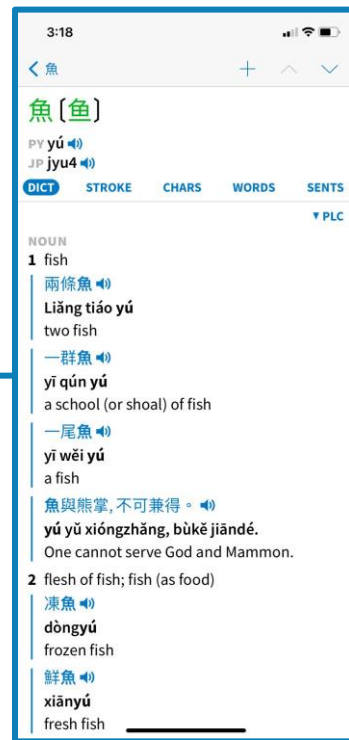 3:18
魚
魚〔鱼〕
PY yú
JP jyu4
DICT STROKE CHARS WORDS SENTS
▼ PLC
NOUN
1 fish
兩條魚
Liǎng tiáo yú
two fish
一群魚
yī qún yú
a school (or shoal) of fish
一尾魚
yī wěi yú
a fish
魚與熊掌,不可兼得。
yú yǔ xióngzhǎng, bùkě jiāndé.
One cannot serve God and Mammon.
2 flesh of fish; fish (as food)
凍魚
dòngyú
frozen fish
鮮魚
xiānyú
fresh fish